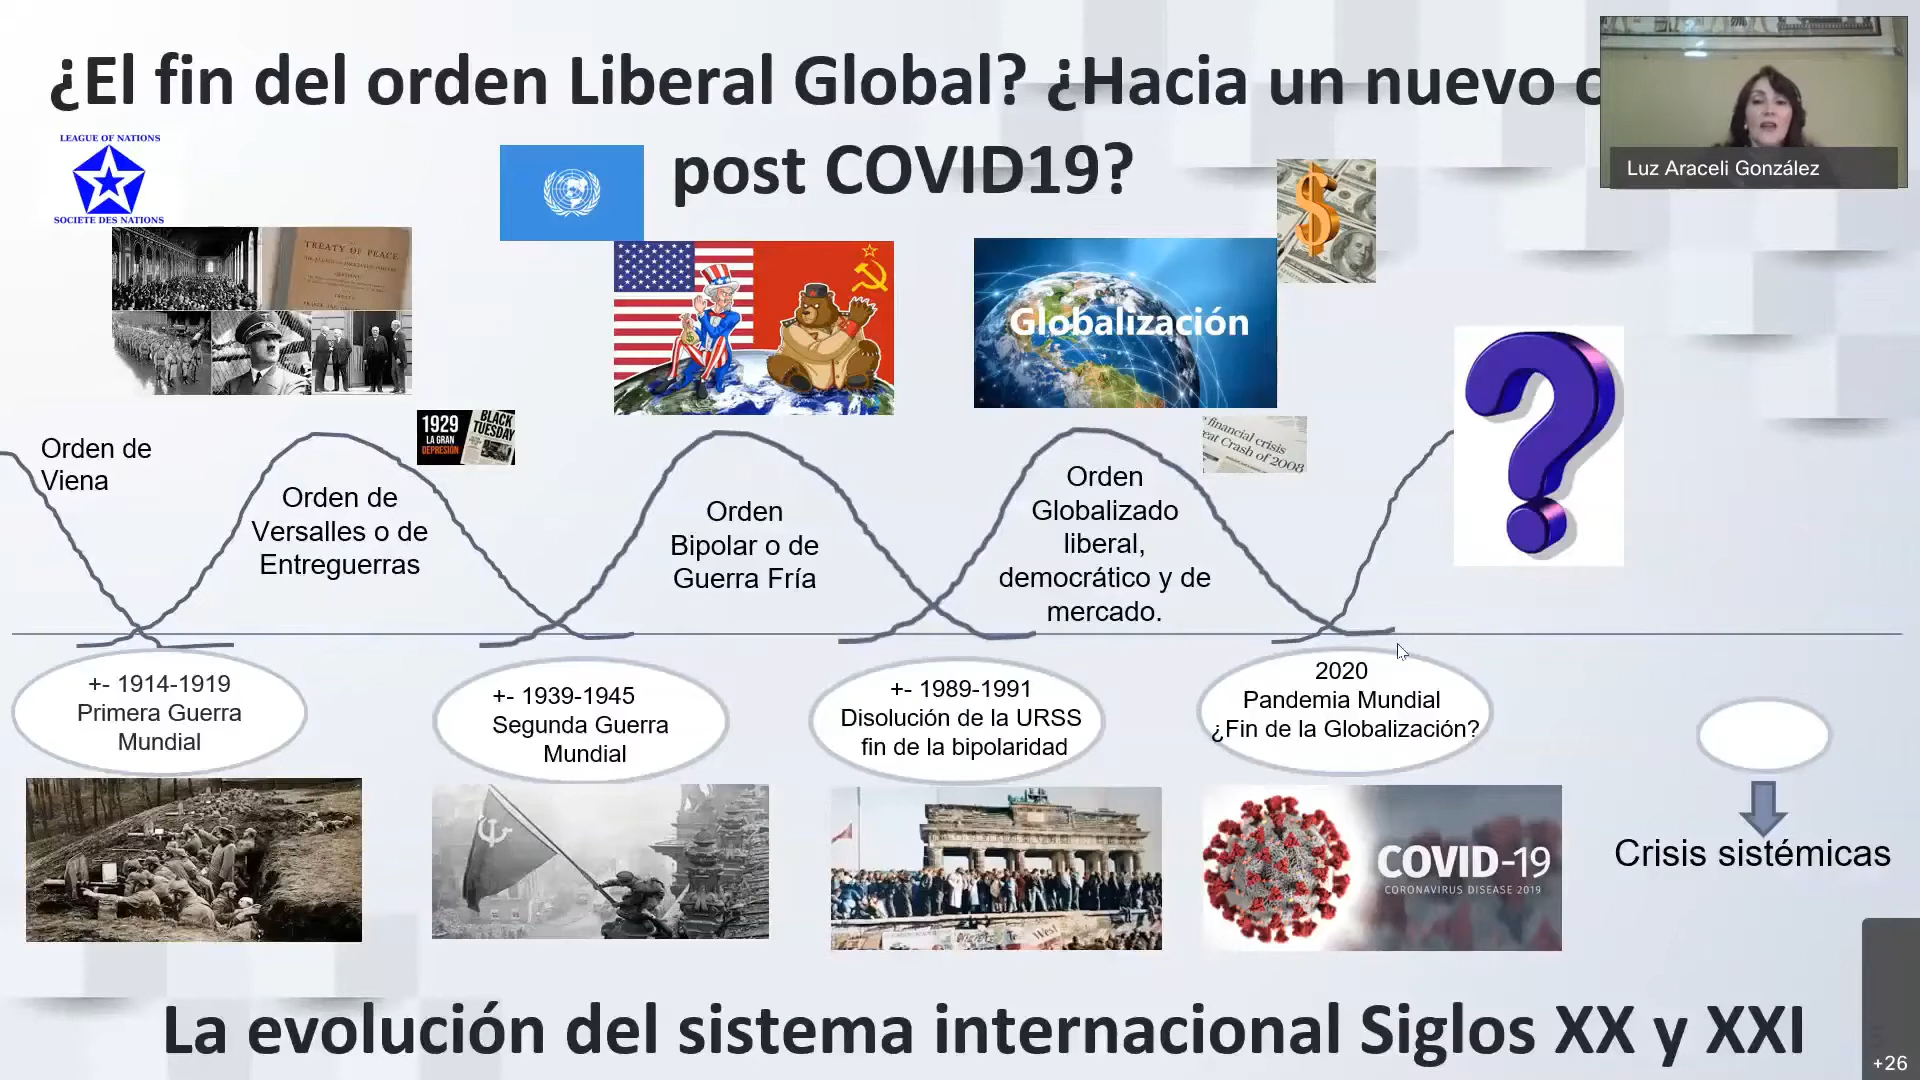 ¿El fin del orden Liberal Global? ¿Hacia un nuevo o
post COVID19?
Luz Araceli González
LEAGUE OF NATIONS
SOCIETE DES NATIONS
TREATY OF PEACE
Globalización
1929
LA GRAN
DEPRESIÓN
BLACK
TUESDAY
financial crisis
eat Crash of 2008
Orden de
Viena
Orden de
Versalles o de
Entreguerras
Orden
Bipolar o de
Guerra Fría
Orden
Globalizado
liberal,
democrático y de
mercado.
+- 1914-1919
Primera Guerra
Mundial
+- 1939-1945
Segunda Guerra
Mundial
+- 1989-1991
Disolución de la URSS
fin de la bipolaridad
2020
Pandemia Mundial
¿Fin de la Globalización?
COVID-19
CORONAVIRUS DISEASE 2019
Crisis sistémicas
La evolución del sistema internacional Siglos XX y XXI
+26